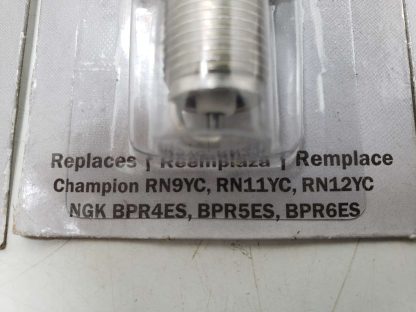 Replaces | Reemplaza | Remplace
Champion RN9YC, RN11YC, RN12YC
NGK BPR4ES, BPR5ES, BPR6ES